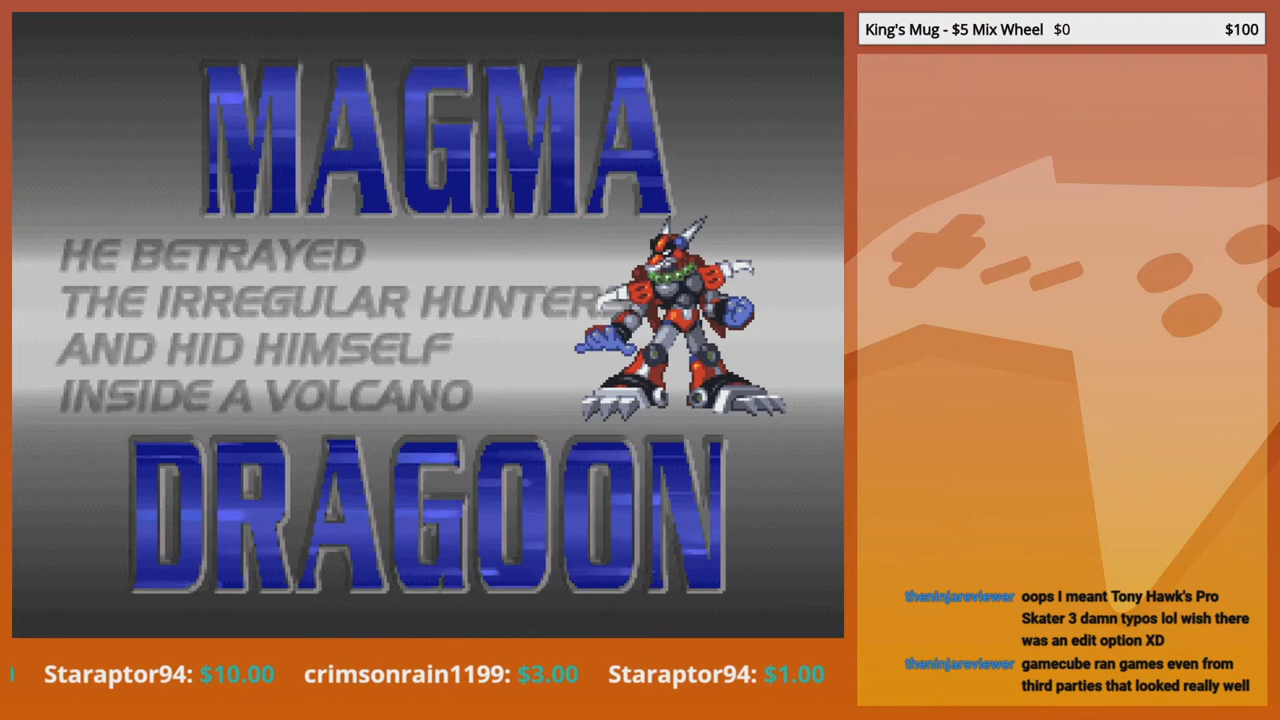 MAGMA
HE BETRAYED
THE IRREGULAR HUNTERS
AND HID HIMSELF
INSIDE A VOLCANO
DRAGOON
King's Mug - $5 Mix Wheel $0 $100
theninjareviewer oops I meant Tony Hawk's Pro
Skater 3 damn typos lol wish there
was an edit option XD
theninjareviewer gamecube ran games even from
third parties that looked really well
Staraptor94: $10.00 crimsonrain1199: $3.00 Staraptor94: $1.00